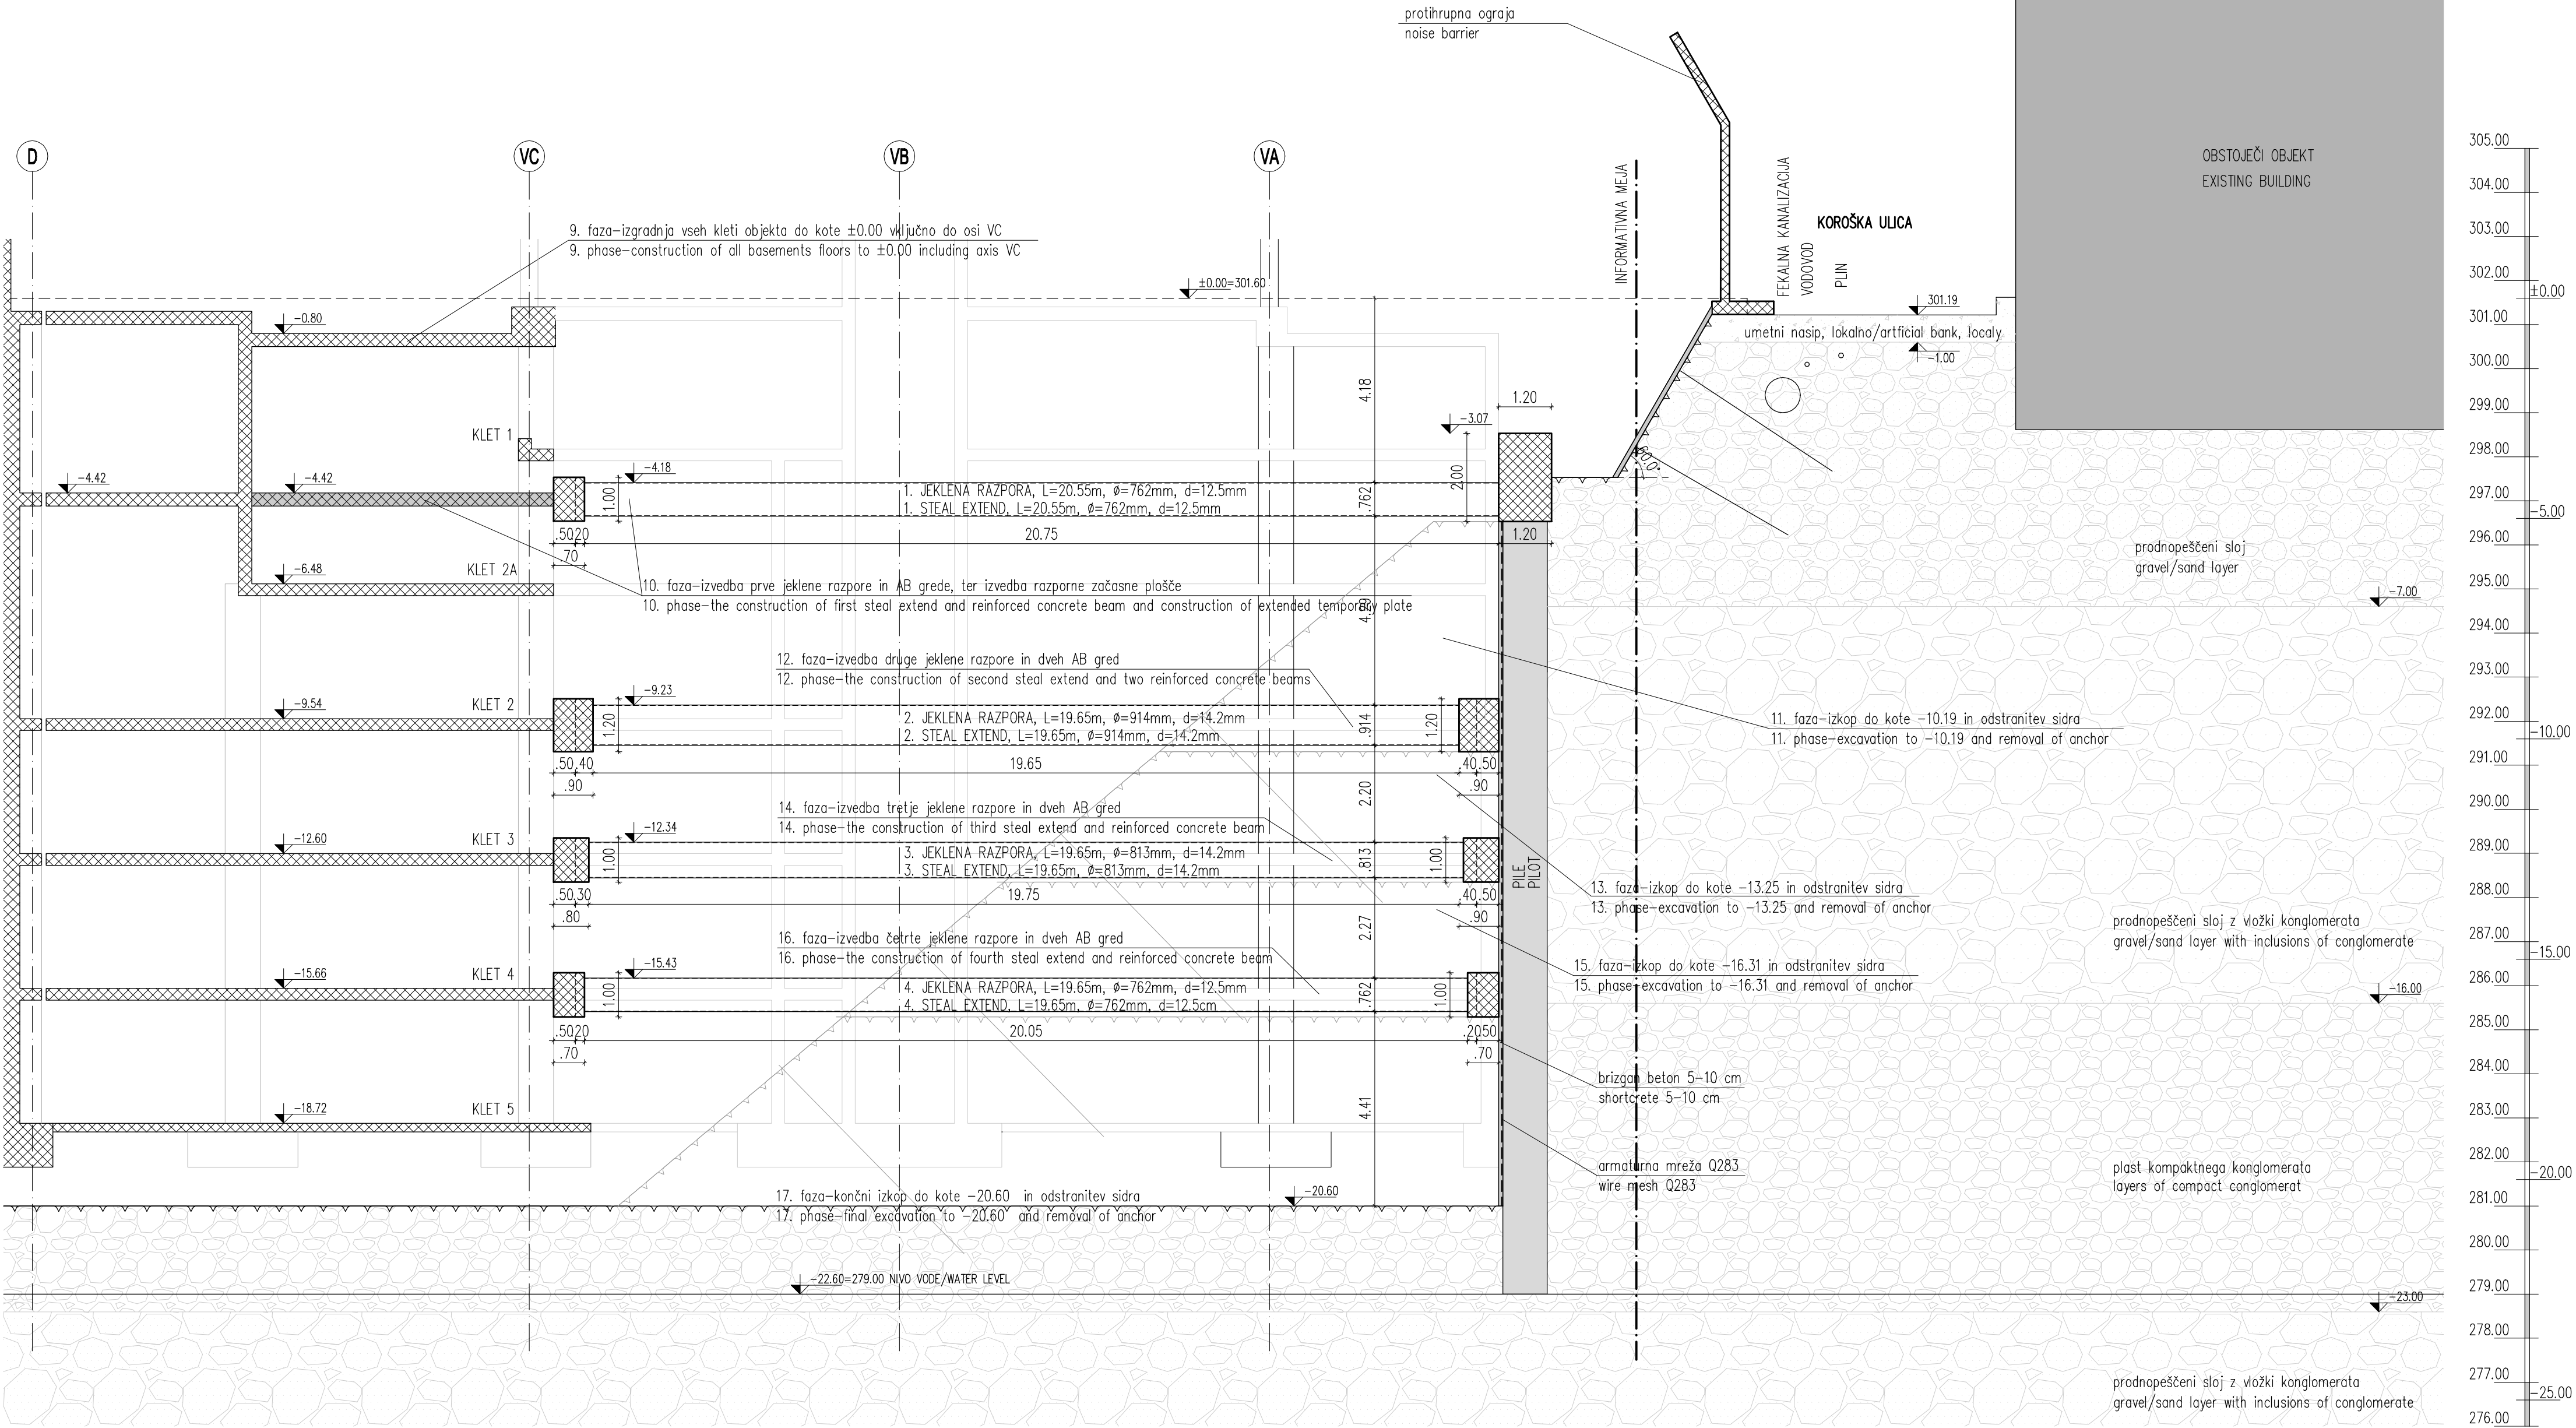 protihrupna ograja
noise barrier
D
VC
VB
VA
INFORMATIVNA MEJA
FEKALNA KANALIZACIJA
VODOVOD
PLIN
KOROŠKA ULICA
OBSTOJEČI OBJEKT
EXISTING BUILDING
9. faza-izgradnja vseh kleti objekta do kote ±0.00 vključno do osi VC
9. phase-construction of all basements floors to ±0.00 including axis VC
±0.00=301.60
301.19
umetni nasip, lokalno/artficial bank, localy
-1.00
-0.80
4.18
1.20
-3.07
2.00
60.0°
KLET 1
-4.42
-4.42
-4.18
1.00
1. JEKLENA RAZPORA, L=20.55m, ø=762mm, d=12.5mm
1. STEAL EXTEND, L=20.55m, ø=762mm, d=12.5mm
.762
.50
.20
20.75
1.20
.70
KLET 2A
-6.48
10. faza-izvedba prve jeklene razpore in AB grede, ter izvedba razporne začasne plošče
10. phase-the construction of first steal extend and reinforced concrete beam and construction of extended temporary plate
prodnopeščeni sloj
gravel/sand layer
-7.00
12. faza-izvedba druge jeklene razpore in dveh AB gred
12. phase-the construction of second steal extend and two reinforced concrete beams
KLET 2
-9.54
-9.23
1.20
2. JEKLENA RAZPORA, L=19.65m, ø=914mm, d=14.2mm
2. STEAL EXTEND, L=19.65m, ø=914mm, d=14.2mm
.914
1.20
11. faza-izkop do kote -10.19 in odstranitev sidra
11. phase-excavation to -10.19 and removal of anchor
.50
.40
19.65
.40
.50
.90
.90
2.20
14. faza-izvedba tretje jeklene razpore in dveh AB gred
14. phase-the construction of third steal extend and reinforced concrete beam
KLET 3
-12.60
-12.34
1.00
3. JEKLENA RAZPORA, L=19.65m, ø=813mm, d=14.2mm
3. STEAL EXTEND, L=19.65m, ø=813mm, d=14.2mm
.813
1.00
PILE
PILOT
13. faza-izkop do kote -13.25 in odstranitev sidra
13. phase-excavation to -13.25 and removal of anchor
.50
.30
19.75
.40
.50
.80
.90
2.27
prodnopeščeni sloj z vložki konglomerata
gravel/sand layer with inclusions of conglomerate
16. faza-izvedba četrte jeklene razpore in dveh AB gred
16. phase-the construction of fourth steal extend and reinforced concrete beam
KLET 4
-15.66
-15.43
1.00
4. JEKLENA RAZPORA, L=19.65m, ø=762mm, d=12.5mm
4. STEAL EXTEND, L=19.65m, ø=762mm, d=12.5cm
.762
1.00
15. faza-izkop do kote -16.31 in odstranitev sidra
15. phase-excavation to -16.31 and removal of anchor
-16.00
.50
.20
20.05
.20
50
.70
.70
brizgan beton 5-10 cm
shortcrete 5-10 cm
KLET 5
-18.72
4.41
armaturna mreža Q283
wire mesh Q283
plast kompaktnega konglomerata
layers of compact conglomerat
17. faza-končni izkop do kote -20.60 in odstranitev sidra
17. phase-final excavation to -20.60 and removal of anchor
-20.60
-22.60=279.00 NIVO VODE/WATER LEVEL
-23.00
prodnopeščeni sloj z vložki konglomerata
gravel/sand layer with inclusions of conglomerate
305.00
304.00
303.00
302.00
±0.00
301.00
300.00
299.00
298.00
297.00
-5.00
296.00
295.00
294.00
293.00
292.00
-10.00
291.00
290.00
289.00
288.00
287.00
-15.00
286.00
285.00
284.00
283.00
282.00
-20.00
281.00
280.00
279.00
278.00
277.00
-25.00
276.00